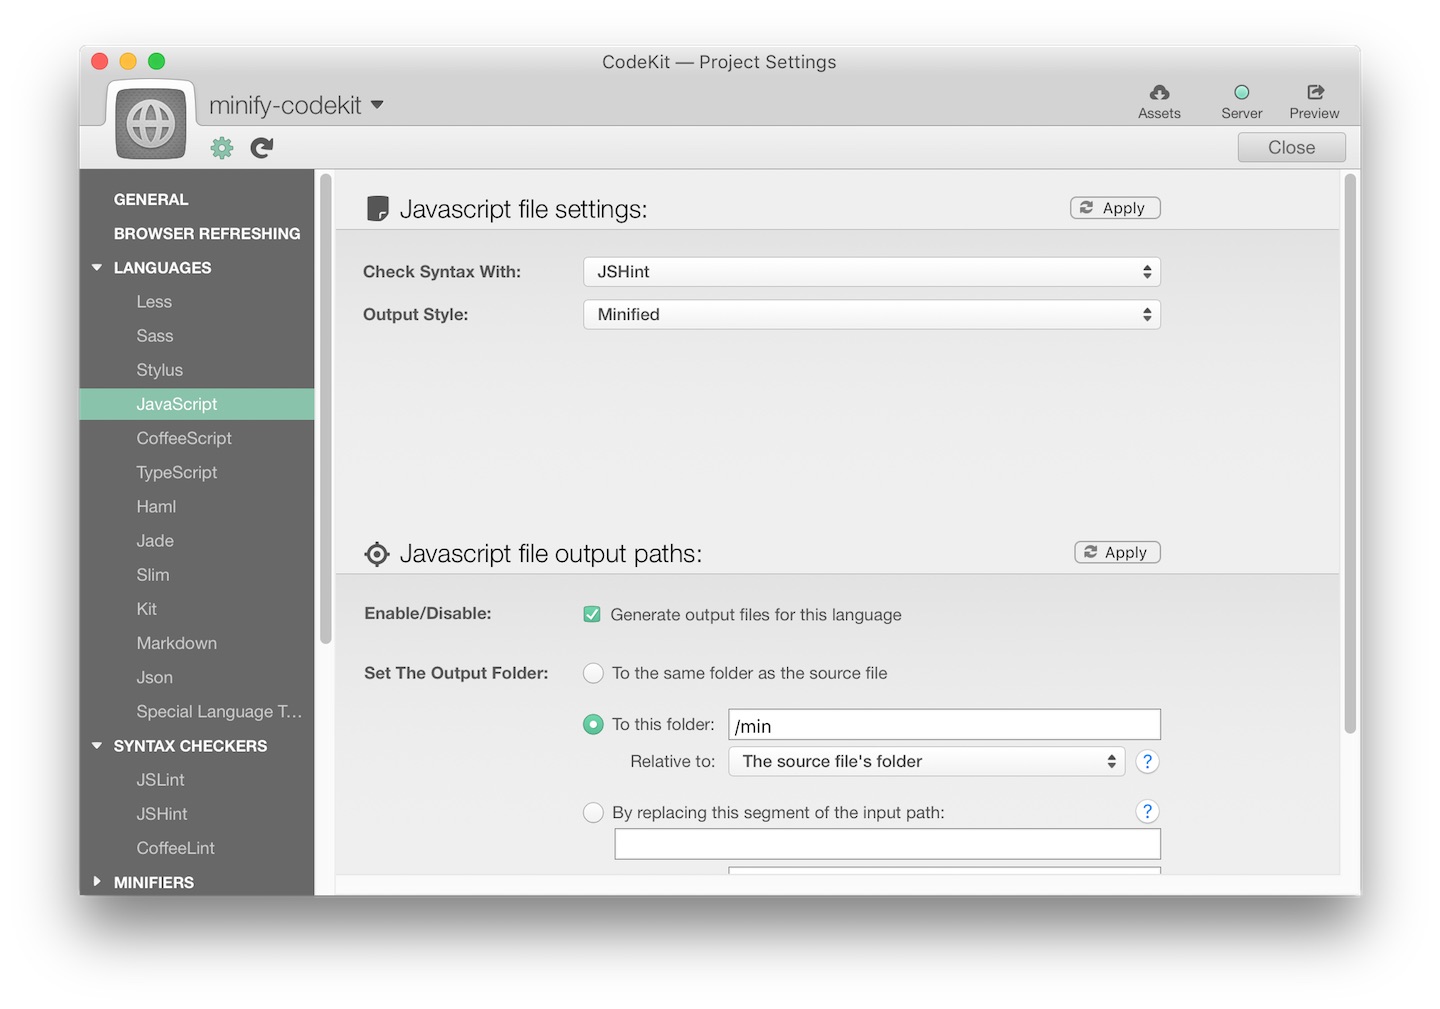 CodeKit — Project Settings
minify-codekit
Assets
Server
Preview
Close
GENERAL
BROWSER REFRESHING
LANGUAGES
Less
Sass
Stylus
JavaScript
CoffeeScript
TypeScript
Haml
Jade
Slim
Kit
Markdown
Json
Special Language T...
SYNTAX CHECKERS
JSLint
JSHint
CoffeeLint
MINIFIERS
Javascript file settings:
Apply
Check Syntax With: JSHint
Output Style: Minified
Javascript file output paths:
Apply
Enable/Disable: Generate output files for this language
Set The Output Folder: To the same folder as the source file
To this folder: /min
Relative to: The source file's folder ?
By replacing this segment of the input path: ?